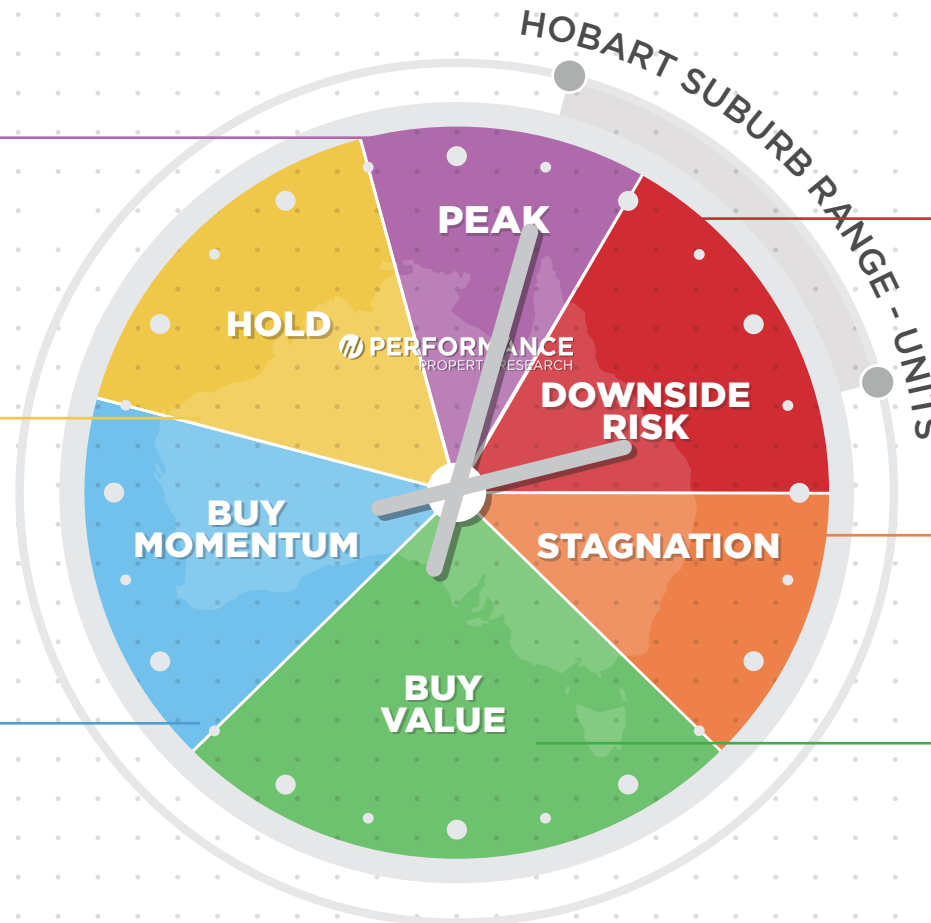 HOBART SUBURB RANGE - UNITS
PEAK
HOLD
PERFORMANCE
PROPERTY RESEARCH
DOWNSIDE
RISK
BUY
MOMENTUM
STAGNATION
BUY
VALUE